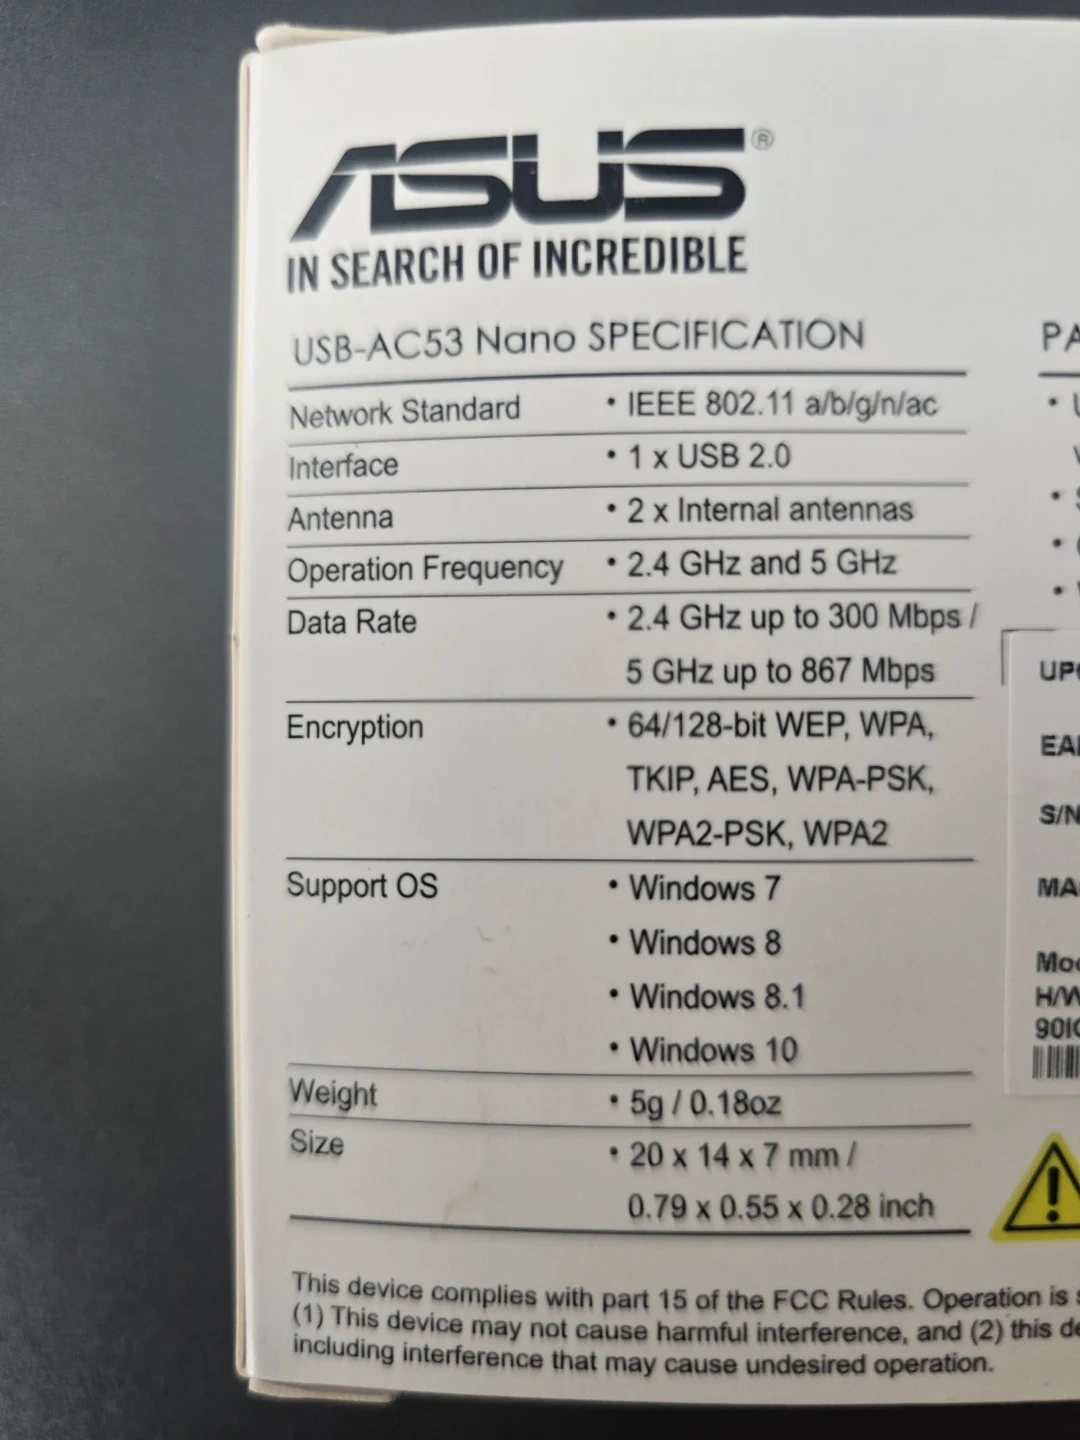 ASUS®
IN SEARCH OF INCREDIBLE
USB-AC53 Nano SPECIFICATION
Network Standard • IEEE 802.11 a/b/g/n/ac
Interface • 1 x USB 2.0
Antenna • 2 x Internal antennas
Operation Frequency • 2.4 GHz and 5 GHz
Data Rate • 2.4 GHz up to 300 Mbps /
5 GHz up to 867 Mbps
Encryption • 64/128-bit WEP, WPA,
TKIP, AES, WPA-PSK,
WPA2-PSK, WPA2
Support OS • Windows 7
• Windows 8
• Windows 8.1
• Windows 10
Weight • 5g / 0.18oz
Size • 20 x 14 x 7 mm /
0.79 x 0.55 x 0.28 inch
This device complies with part 15 of the FCC Rules. Operation is
(1) This device may not cause harmful interference, and (2) this
including interference that may cause undesired operation.
PA
S/N